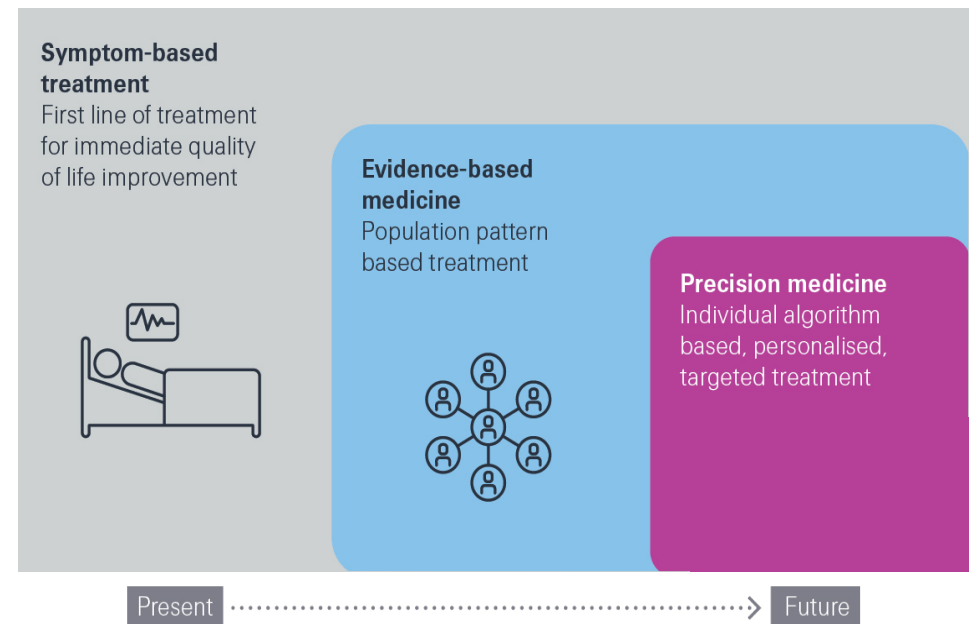 Symptom-based
treatment
First line of treatment
for immediate quality
of life improvement
Evidence-based
medicine
Population pattern
based treatment
Precision medicine
Individual algorithm
based, personalised,
targeted treatment
Present
Future